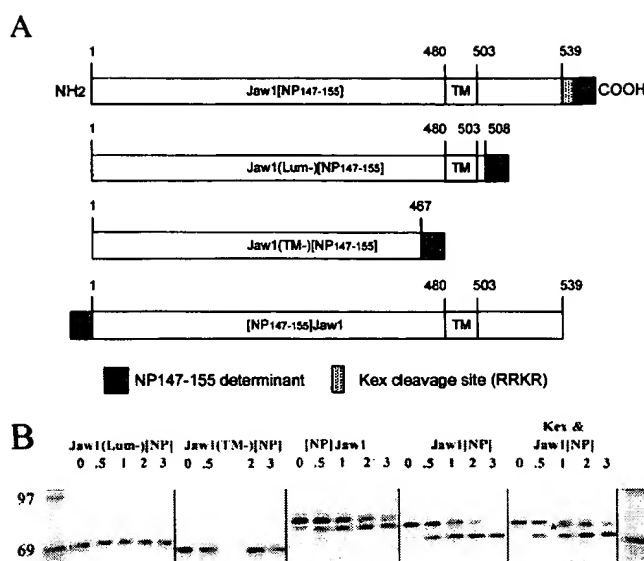 A
1 480 503 539
NH2 Jaw1[NP147-155] TM COOH
1 480 503 508
Jaw1(Lum-)[NP147-155] TM
1 467
Jaw1(TM-)[NP147-155]
1 480 503 539
[NP147-155]Jaw1 TM
NP147-155 determinant Kex cleavage site (RRKR)
B
Kex &
Jaw1(Lum-)[NP] Jaw1(TM-)[NP] [NP]Jaw1 Jaw1[NP] Jaw1[NP]
0 .5 1 2 3 0 .5 1 2 3 0 .5 1 2 3 0 .5 1 2 3 0 .5 1 2 3
97
69